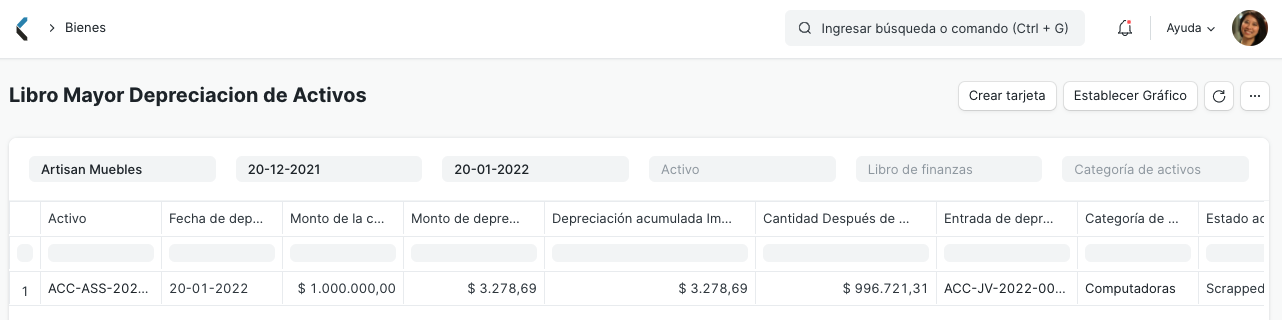 Bienes
Ingresar búsqueda o comando (Ctrl + G)
Ayuda
Libro Mayor Depreciacion de Activos
Crear tarjeta
Establecer Gráfico
Artisan Muebles
20-12-2021
20-01-2022
Activo
Libro de finanzas
Categoría de activos
Activo
Fecha de dep...
Monto de la c...
Monto de depre...
Depreciación acumulada Im...
Cantidad Después de ...
Entrada de depr...
Categoría de ...
Estado ac
1
ACC-ASS-202...
20-01-2022
$ 1.000.000,00
$ 3.278,69
$ 3.278,69
$ 996.721,31
ACC-JV-2022-00...
Computadoras
Scrapped